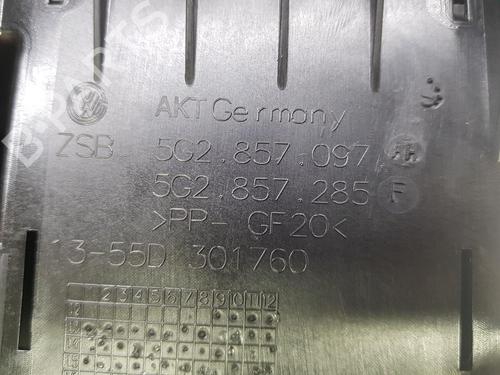 AKT Germany
ZSB 5G2.857.097 AH
5G2.857.285 F
>PP-GF20<
13-55D 301760
2 3 4 5 6 7 8 9 10 11 12